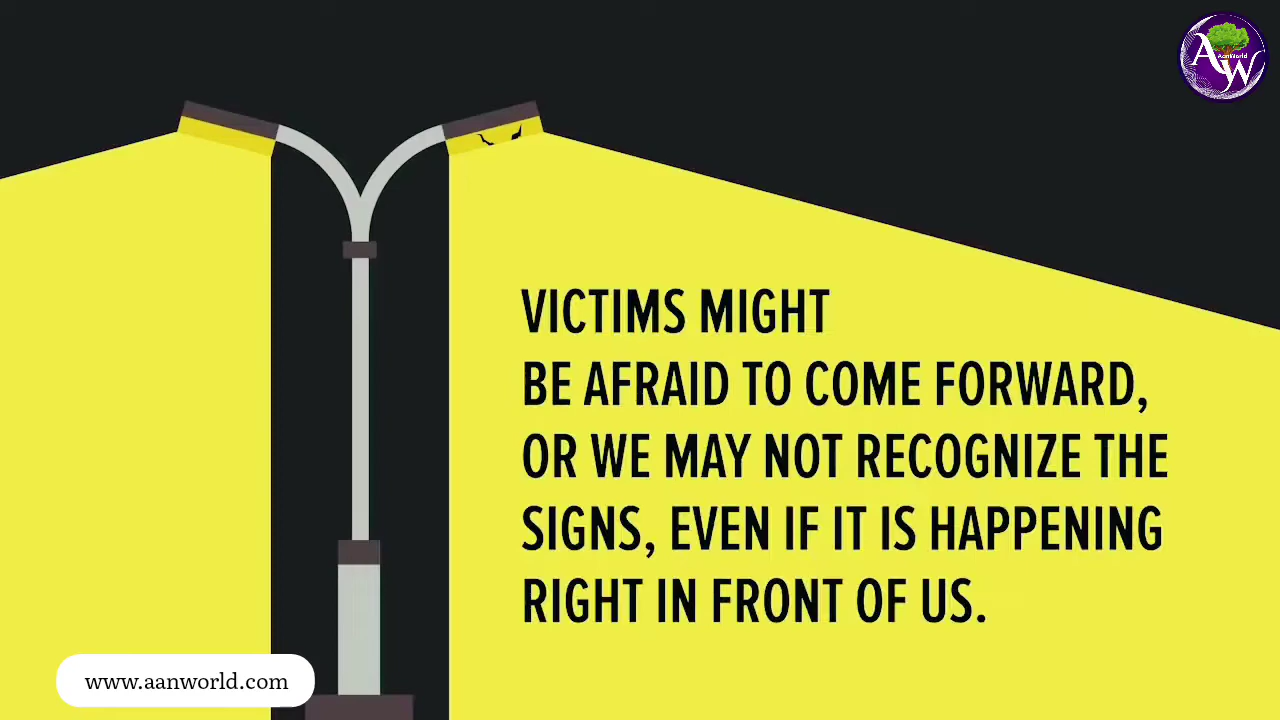 AW
AanWorld
VICTIMS MIGHT
BE AFRAID TO COME FORWARD,
OR WE MAY NOT RECOGNIZE THE
SIGNS, EVEN IF IT IS HAPPENING
RIGHT IN FRONT OF US.
www.aanworld.com